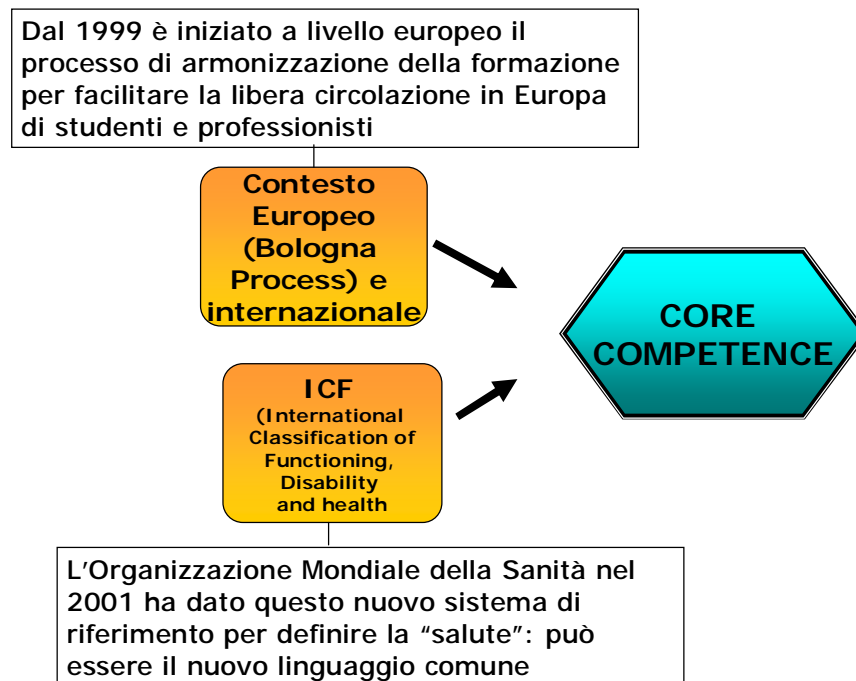 Dal 1999 è iniziato a livello europeo il
processo di armonizzazione della formazione
per facilitare la libera circolazione in Europa
di studenti e professionisti
Contesto
Europeo
(Bologna
Process) e
internazionale
CORE
COMPETENCE
ICF
(International
Classification of
Functioning,
Disability
and health
L'Organizzazione Mondiale della Sanità nel
2001 ha dato questo nuovo sistema di
riferimento per definire la “salute”: può
essere il nuovo linguaggio comune